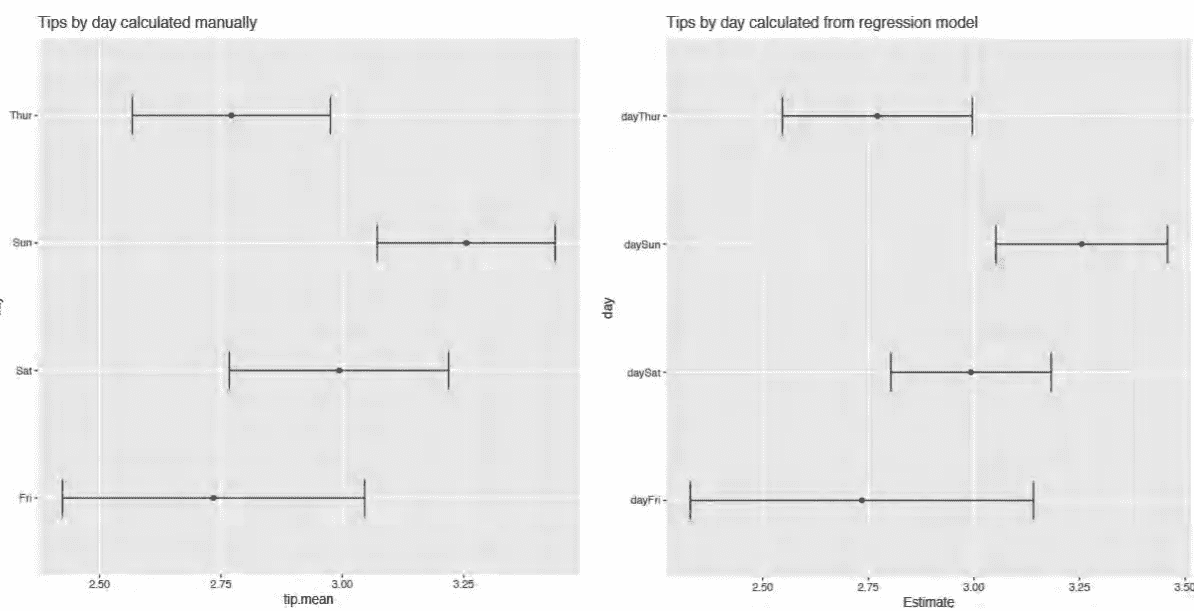 Tips by day calculated manually
Thur
Sun
Sat
Fri
2.50 2.75 3.00 3.25
tip.mean
Tips by day calculated from regression model
dayThur
daySun
daySat
dayFri
day
2.50 2.75 3.00 3.25 3.50
Estimate